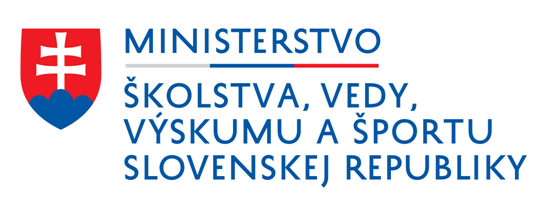 MINISTERSTVO
ŠKOLSTVA, VEDY,
VÝSKUMU A ŠPORTU
SLOVENSKEJ REPUBLIKY